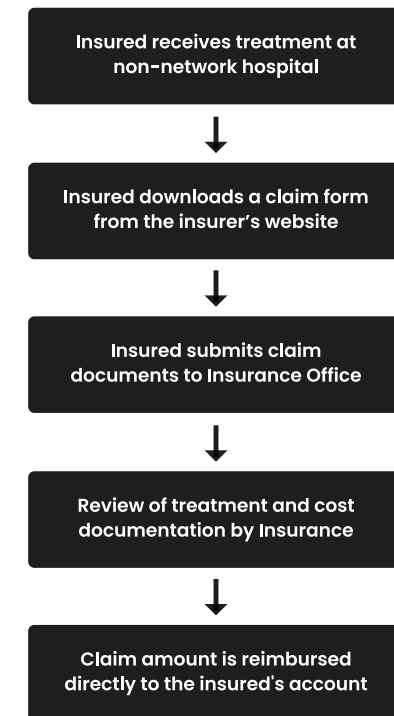 Insured receives treatment at
non-network hospital
Insured downloads a claim form
from the insurer’s website
Insured submits claim
documents to Insurance Office
Review of treatment and cost
documentation by Insurance
Claim amount is reimbursed
directly to the insured's account